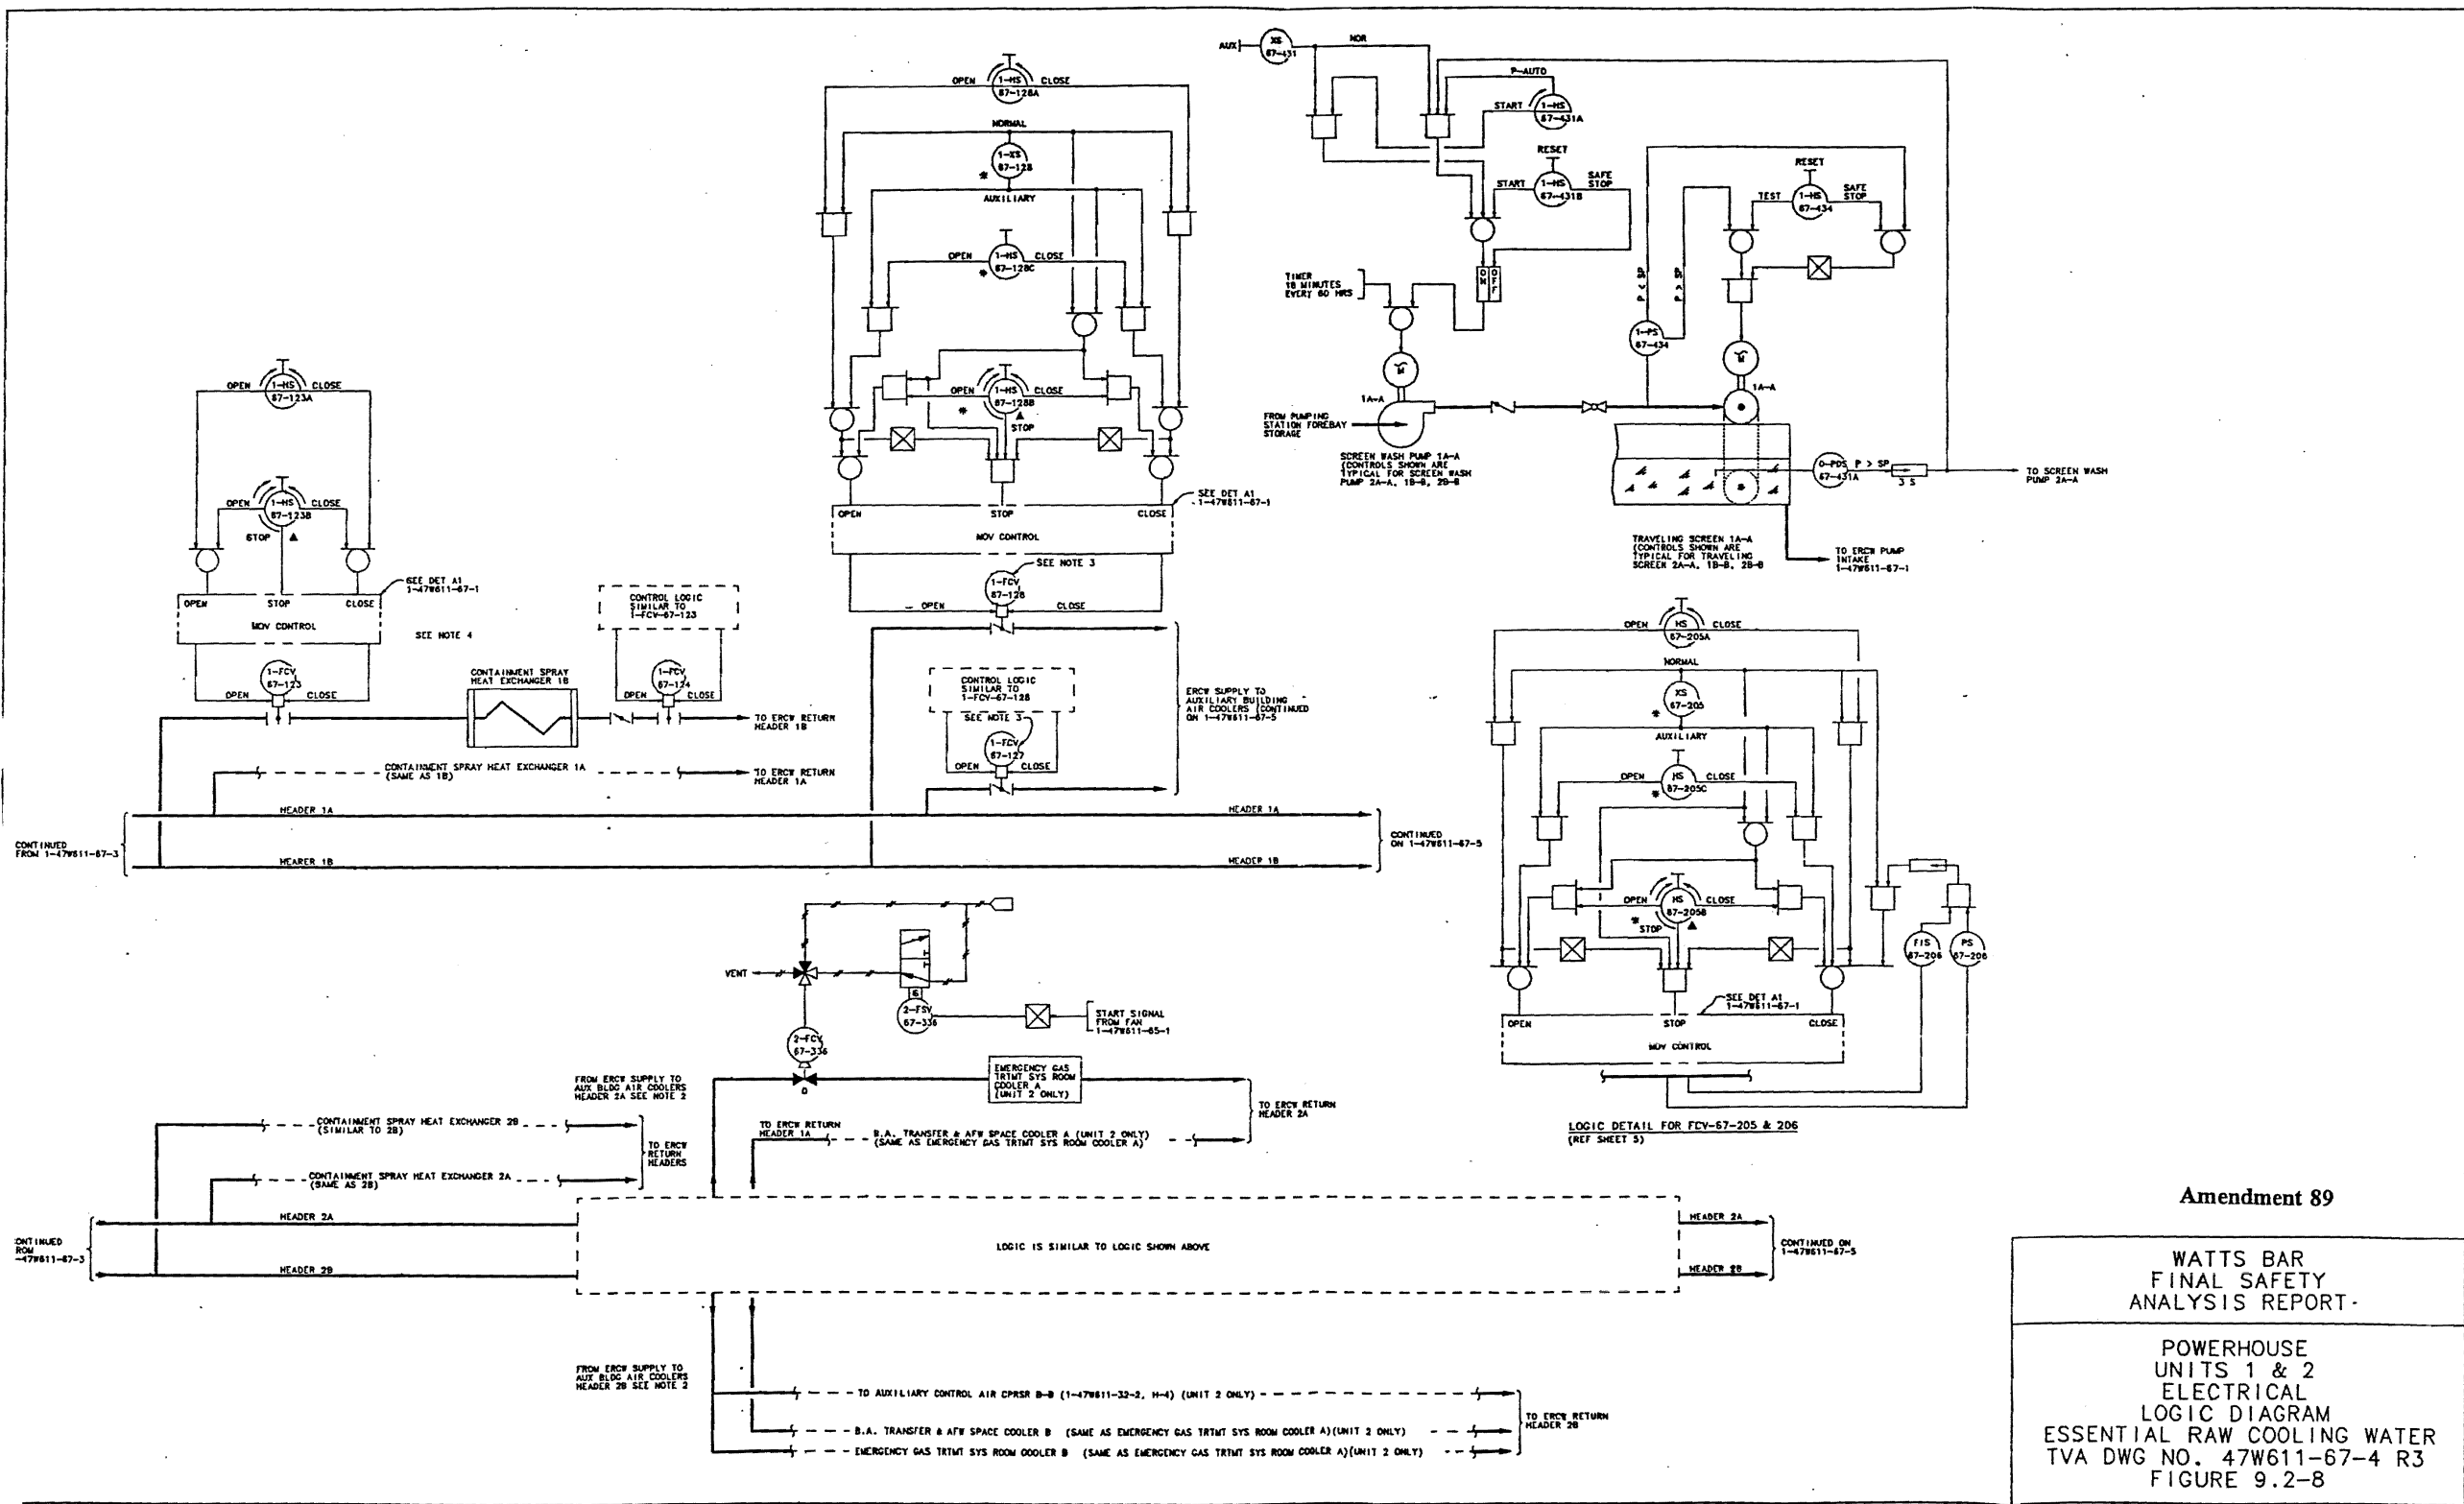 AUX
XS
67-431
NOR
P-AUTO
START
1-HS
67-431A
RESET
START
1-HS
67-431B
SAFE
STOP
ON
OFF
TIMER
18 MINUTES
EVERY 60 HRS
M
1A-A
FROM PUMPING
STATION FOREBAY
STORAGE
SCREEN WASH PUMP 1A-A
(CONTROLS SHOWN ARE
TYPICAL FOR SCREEN WASH
PUMP 2A-A, 1B-B, 2B-B
RESET
TEST
1-HS
67-434
SAFE
STOP
P < SP
P > SP
1-PS
67-434
M
1A-A
0-PDS
67-431A
P > SP
3 S
TO SCREEN WASH
PUMP 2A-A
TRAVELING SCREEN 1A-A
(CONTROLS SHOWN ARE
TYPICAL FOR TRAVELING
SCREEN 2A-A, 1B-B, 2B-B
TO ERCW PUMP
INTAKE
1-47W611-67-1
OPEN
1-HS
67-128A
CLOSE
NORMAL
1-XS
67-128
*
AUXILIARY
OPEN
1-HS
67-128C
CLOSE
*
OPEN
1-HS
67-128B
CLOSE
*
STOP
SEE DET A1
1-47W611-67-1
OPEN
STOP
CLOSE
MOV CONTROL
SEE NOTE 3
1-FCV
67-128
OPEN
CLOSE
OPEN
1-HS
67-123A
CLOSE
OPEN
1-HS
67-123B
CLOSE
STOP
SEE DET A1
1-47W611-67-1
OPEN
STOP
CLOSE
MOV CONTROL
SEE NOTE 4
1-FCV
67-123
OPEN
CLOSE
CONTAINMENT SPRAY
HEAT EXCHANGER 1B
CONTROL LOGIC
SIMILAR TO
1-FCV-67-123
1-FCV
67-124
OPEN
CLOSE
TO ERCW RETURN
HEADER 1B
CONTAINMENT SPRAY HEAT EXCHANGER 1A
(SAME AS 1B)
TO ERCW RETURN
HEADER 1A
CONTROL LOGIC
SIMILAR TO
1-FCV-67-128
SEE NOTE 3
1-FCV
67-127
OPEN
CLOSE
ERCW SUPPLY TO
AUXILIARY BUILDING
AIR COOLERS (CONTINUED
ON 1-47W611-67-5
CONTINUED
FROM 1-47W611-67-3
HEADER 1A
HEADER 1A
HEARER 1B
HEADER 1B
CONTINUED
ON 1-47W611-67-5
OPEN
HS
67-205A
CLOSE
NORMAL
XS
67-205
*
AUXILIARY
OPEN
HS
67-205C
CLOSE
*
OPEN
HS
67-205B
CLOSE
*
STOP
FIS
67-206
PS
67-206
SEE DET A1
1-47W611-67-1
OPEN
STOP
CLOSE
MOV CONTROL
LOGIC DETAIL FOR FCV-67-205 & 206
(REF SHEET 5)
VENT
S
2-FSV
67-336
START SIGNAL
FROM FAN
1-47W611-65-1
2-FCV
67-336
O
EMERGENCY GAS
TRTMT SYS ROOM
COOLER A
(UNIT 2 ONLY)
FROM ERCW SUPPLY TO
AUX BLDG AIR COOLERS
HEADER 2A SEE NOTE 2
TO ERCW RETURN
HEADER 2A
TO ERCW RETURN
HEADER 1A
B.A. TRANSFER & AFW SPACE COOLER A (UNIT 2 ONLY)
(SAME AS EMERGENCY GAS TRTMT SYS ROOM COOLER A)
CONTAINMENT SPRAY HEAT EXCHANGER 2B
(SIMILAR TO 2B)
TO ERCW
RETURN
HEADERS
CONTAINMENT SPRAY HEAT EXCHANGER 2A
(SAME AS 2B)
ONTINUED
ROM
-47W611-67-3
HEADER 2A
HEADER 2B
LOGIC IS SIMILAR TO LOGIC SHOWN ABOVE
HEADER 2A
HEADER 2B
CONTINUED ON
1-47W611-67-5
FROM ERCW SUPPLY TO
AUX BLDG AIR COOLERS
HEADER 2B SEE NOTE 2
TO AUXILIARY CONTROL AIR CPRSR B-B (1-47W611-32-2, H-4) (UNIT 2 ONLY)
B.A. TRANSFER & AFW SPACE COOLER B (SAME AS EMERGENCY GAS TRTMT SYS ROOM COOLER A)(UNIT 2 ONLY)
EMERGENCY GAS TRTMT SYS ROOM COOLER B (SAME AS EMERGENCY GAS TRTMT SYS ROOM COOLER A)(UNIT 2 ONLY)
TO ERCW RETURN
HEADER 2B
Amendment 89
WATTS BAR
FINAL SAFETY
ANALYSIS REPORT
POWERHOUSE
UNITS 1 & 2
ELECTRICAL
LOGIC DIAGRAM
ESSENTIAL RAW COOLING WATER
TVA DWG NO. 47W611-67-4 R3
FIGURE 9.2-8